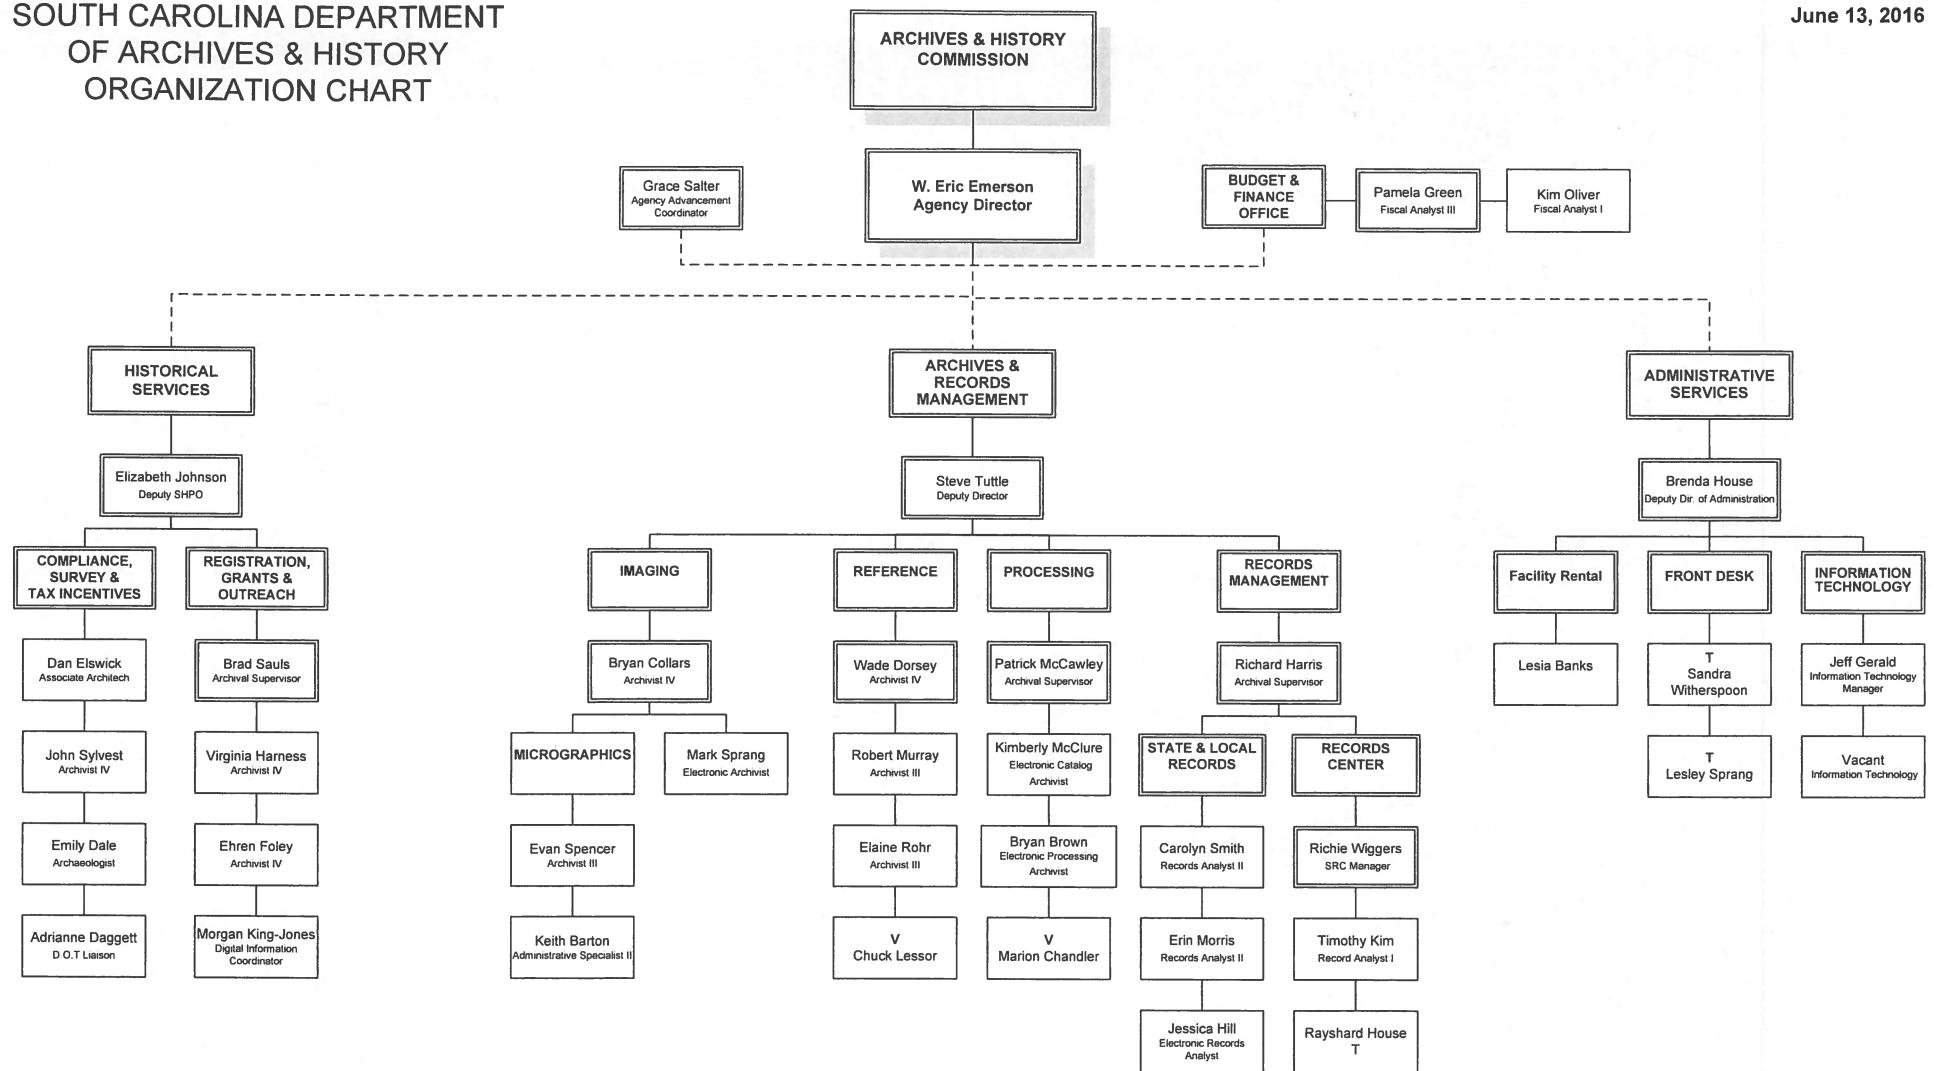 SOUTH CAROLINA DEPARTMENT
OF ARCHIVES & HISTORY
ORGANIZATION CHART
June 13, 2016
ARCHIVES & HISTORY
COMMISSION
W. Eric Emerson
Agency Director
Grace Salter
Agency Advancement
Coordinator
BUDGET &
FINANCE
OFFICE
Pamela Green
Fiscal Analyst III
Kim Oliver
Fiscal Analyst I
HISTORICAL
SERVICES
Elizabeth Johnson
Deputy SHPO
COMPLIANCE,
SURVEY &
TAX INCENTIVES
Dan Elswick
Associate Architech
John Sylvest
Archivist IV
Emily Dale
Archaeologist
Adrianne Daggett
D O.T Liaison
REGISTRATION,
GRANTS &
OUTREACH
Brad Sauls
Archival Supervisor
Virginia Harness
Archivist IV
Ehren Foley
Archivist IV
Morgan King-Jones
Digital Information
Coordinator
ARCHIVES &
RECORDS
MANAGEMENT
Steve Tuttle
Deputy Director
IMAGING
Bryan Collars
Archivist IV
MICROGRAPHICS
Evan Spencer
Archivist III
Keith Barton
Administrative Specialist II
Mark Sprang
Electronic Archivist
REFERENCE
Wade Dorsey
Archivist IV
Robert Murray
Archivist III
Elaine Rohr
Archivist III
V
Chuck Lessor
PROCESSING
Patrick McCawley
Archival Supervisor
Kimberly McClure
Electronic Catalog
Archivist
Bryan Brown
Electronic Processing
Archivist
V
Marion Chandler
RECORDS
MANAGEMENT
Richard Harris
Archival Supervisor
STATE & LOCAL
RECORDS
Carolyn Smith
Records Analyst II
Erin Morris
Records Analyst II
Jessica Hill
Electronic Records
Analyst
RECORDS
CENTER
Richie Wiggers
SRC Manager
Timothy Kim
Record Analyst I
Rayshard House
T
ADMINISTRATIVE
SERVICES
Brenda House
Deputy Dir. of Administration
Facility Rental
Lesia Banks
FRONT DESK
T
Sandra
Witherspoon
T
Lesley Sprang
INFORMATION
TECHNOLOGY
Jeff Gerald
Information Technology
Manager
Vacant
Information Technology